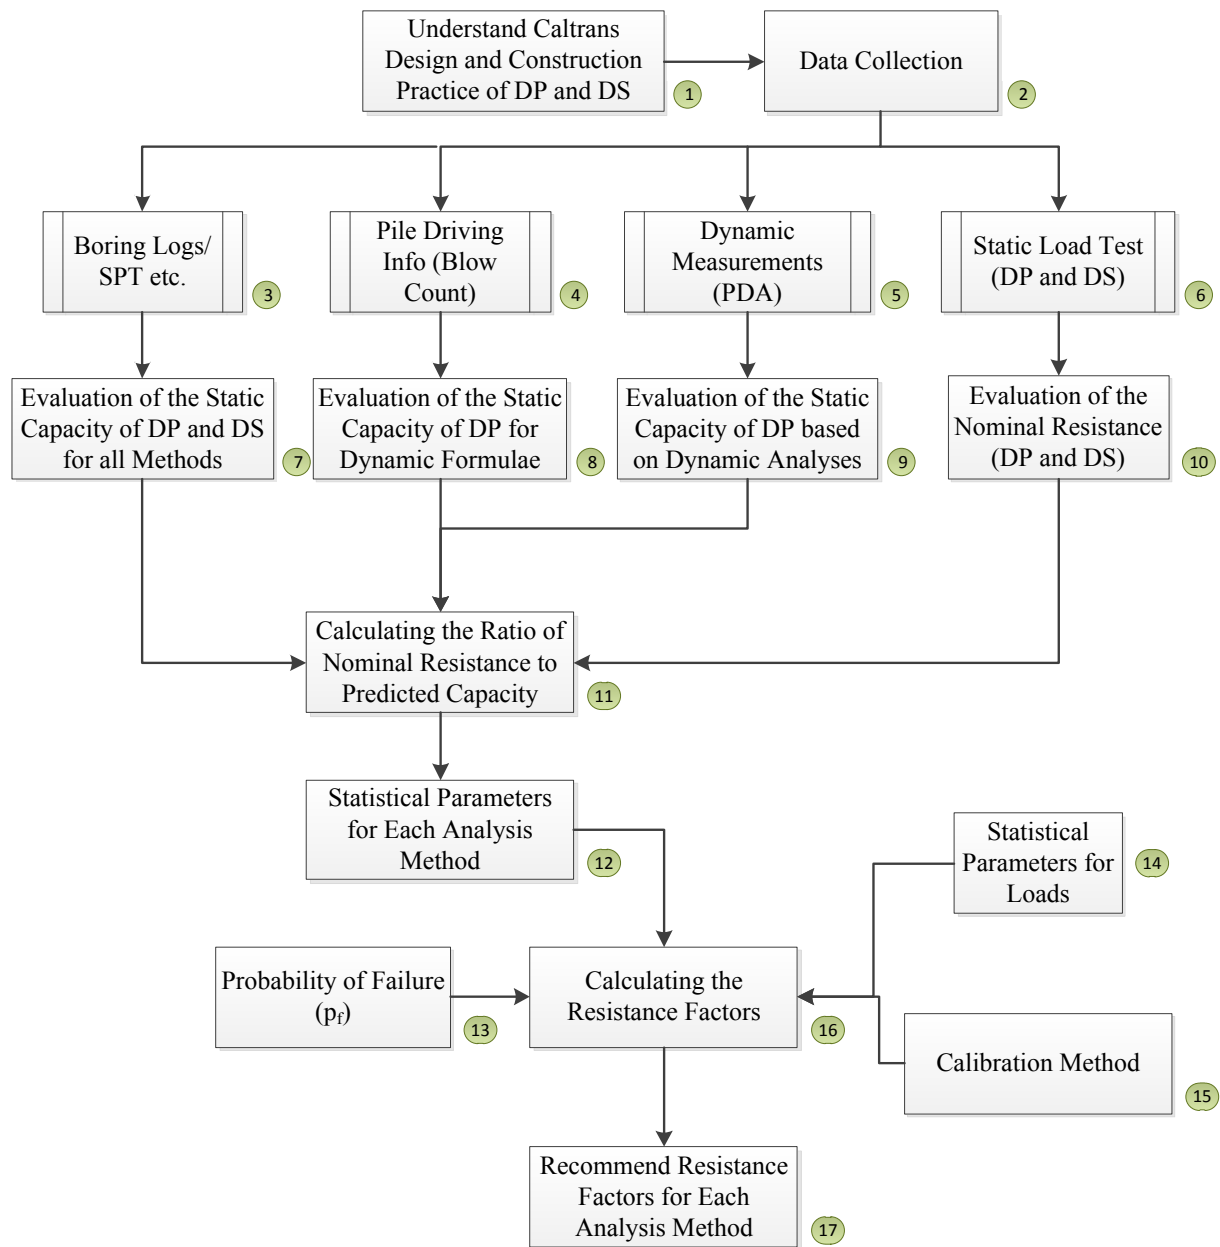 Understand Caltrans
Design and Construction
Practice of DP and DS
1
Data Collection
2
Boring Logs/
SPT etc.
3
Pile Driving
Info (Blow
Count)
4
Dynamic
Measurements
(PDA)
5
Static Load Test
(DP and DS)
6
Evaluation of the Static
Capacity of DP and DS
for all Methods
7
Evaluation of the Static
Capacity of DP for
Dynamic Formulae
8
Evaluation of the Static
Capacity of DP based
on Dynamic Analyses
9
Evaluation of the
Nominal Resistance
(DP and DS)
10
Calculating the Ratio of
Nominal Resistance to
Predicted Capacity
11
Statistical Parameters
for Each Analysis
Method
12
Statistical
Parameters for
Loads
14
Probability of Failure
(pf)
13
Calculating the
Resistance Factors
16
Calibration Method
15
Recommend Resistance
Factors for Each
Analysis Method
17